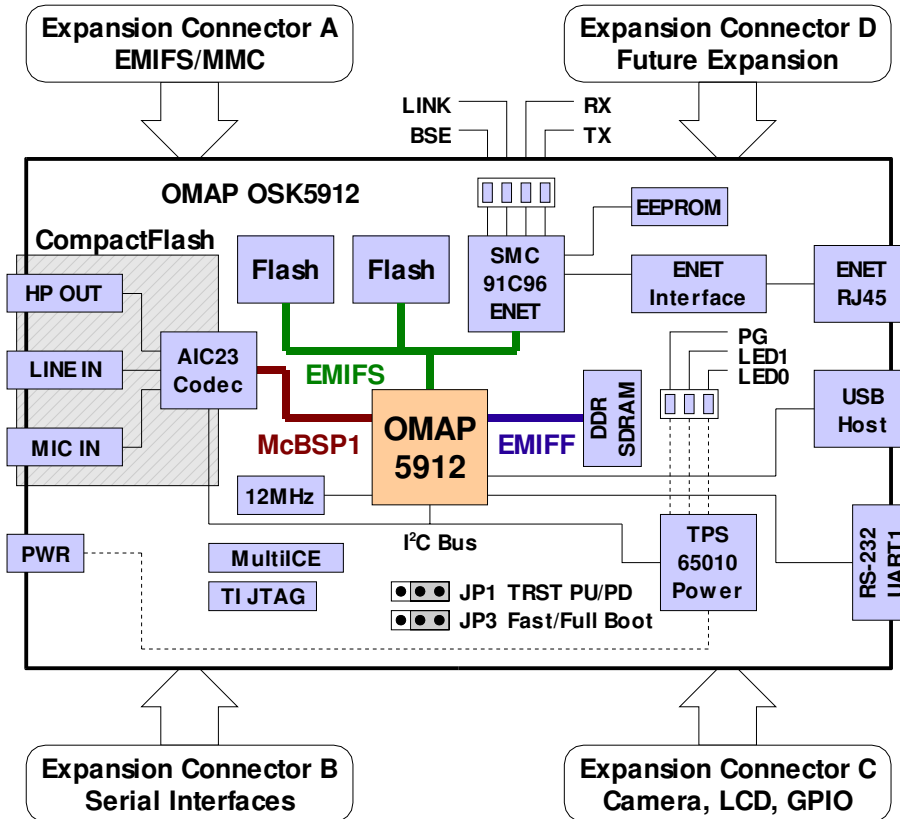 Expansion Connector A
EMIFS/MMC
Expansion Connector D
Future Expansion
LINK
BSE
RX
TX
OMAP OSK5912
CompactFlash
HP OUT
LINE IN
MIC IN
AIC23
Codec
Flash
Flash
SMC
91C96
ENET
EEPROM
ENET
Interface
ENET
RJ45
PG
LED1
LED0
EMIFS
McBSP1
OMAP
5912
EMIFF
DDR
SDRAM
USB
Host
12MHz
I²C Bus
PWR
MultiICE
TI JTAG
JP1 TRST PU/PD
JP3 Fast/Full Boot
TPS
65010
Power
RS-232
UART1
Expansion Connector B
Serial Interfaces
Expansion Connector C
Camera, LCD, GPIO